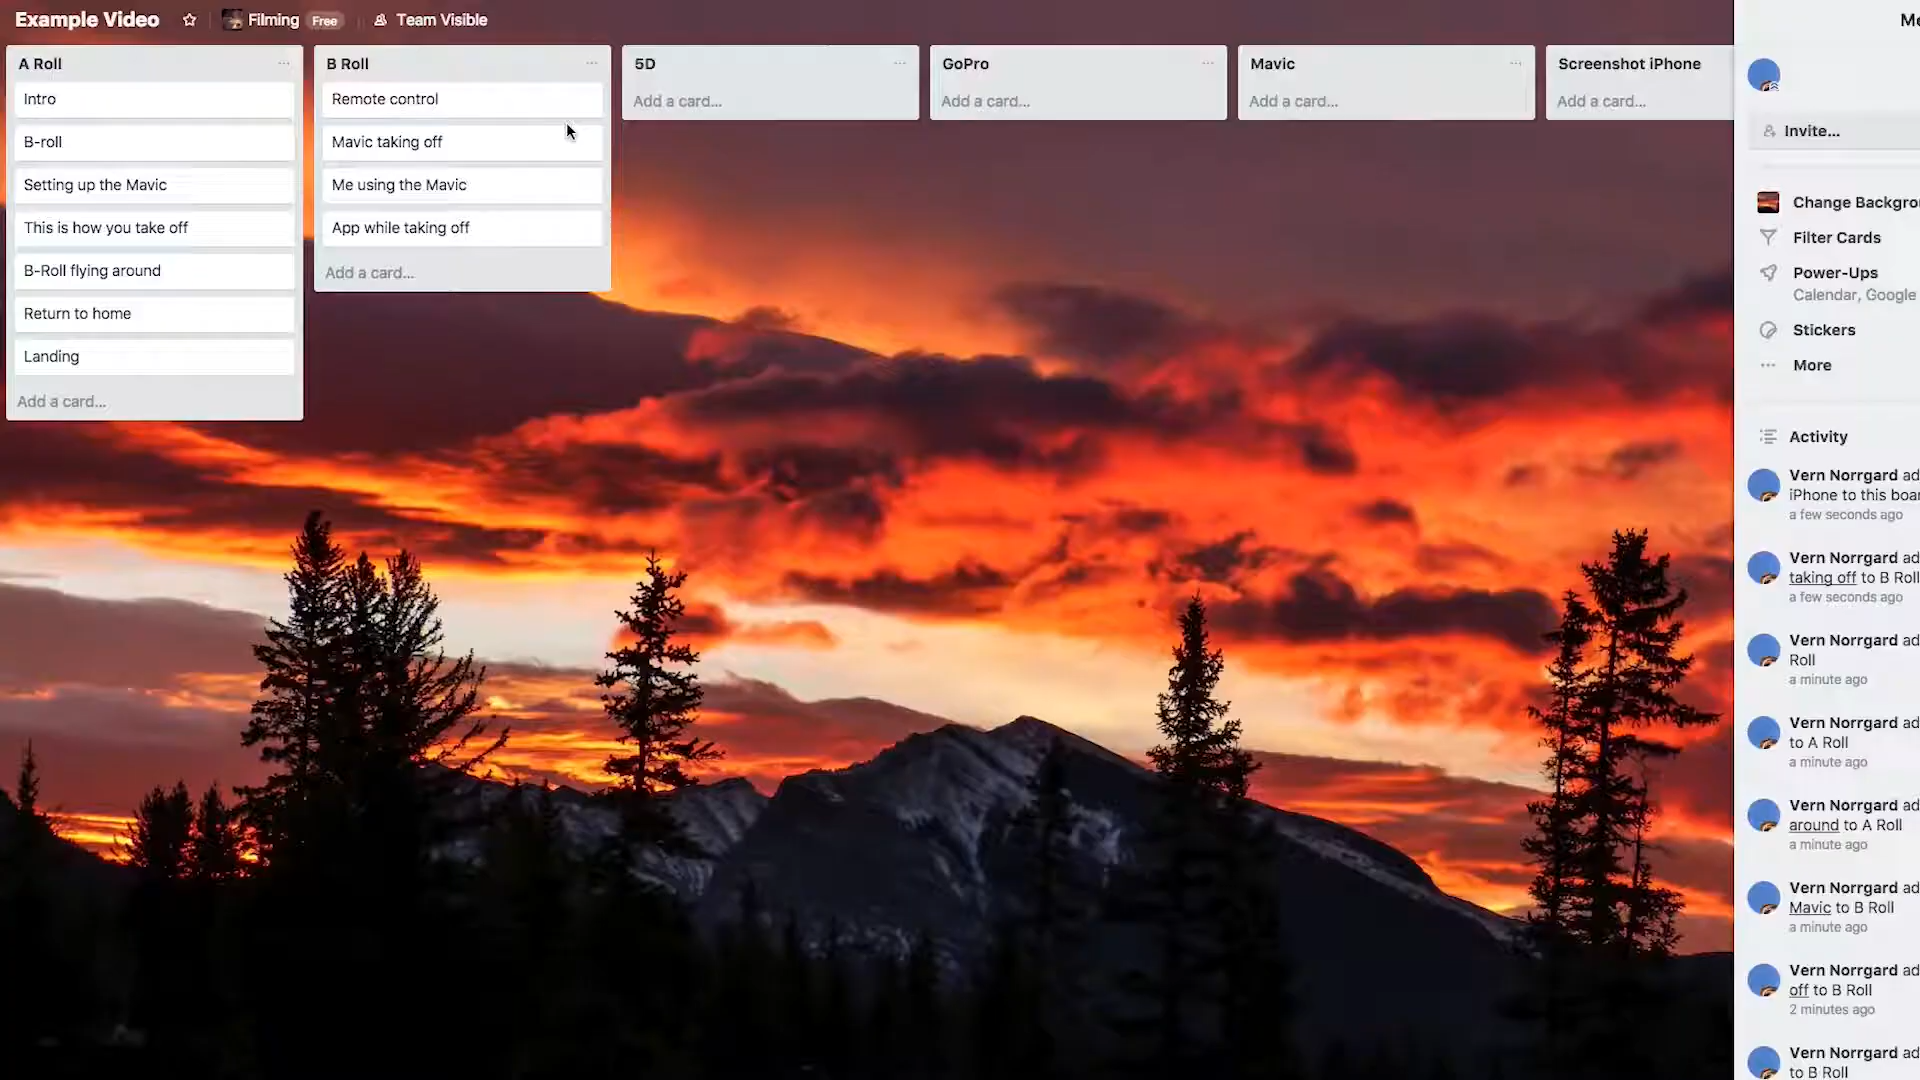 Example Video Filming Free Team Visible
A Roll
Intro
B-roll
Setting up the Mavic
This is how you take off
B-Roll flying around
Return to home
Landing
Add a card...
B Roll
Remote control
Mavic taking off
Me using the Mavic
App while taking off
Add a card...
5D
Add a card...
GoPro
Add a card...
Mavic
Add a card...
Screenshot iPhone
Add a card...
Me
Invite...
Change Backgro
Filter Cards
Power-Ups
Calendar, Google
Stickers
More
Activity
Vern Norrgard ad
iPhone to this boar
a few seconds ago
Vern Norrgard ad
taking off to B Roll
a few seconds ago
Vern Norrgard ad
Roll
a minute ago
Vern Norrgard ad
to A Roll
a minute ago
Vern Norrgard ad
around to A Roll
a minute ago
Vern Norrgard ad
Mavic to B Roll
a minute ago
Vern Norrgard ad
off to B Roll
2 minutes ago
Vern Norrgard ad
to B Roll